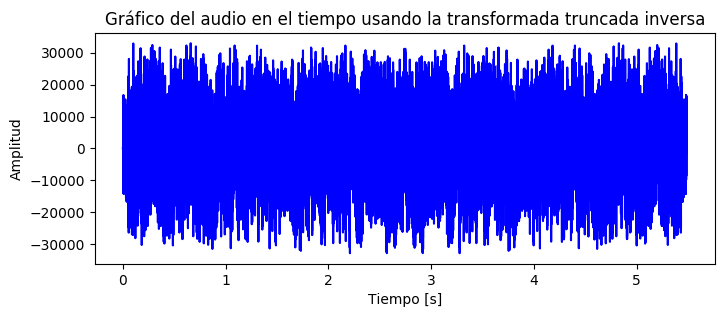 Gráfico del audio en el tiempo usando la transformada truncada inversa
30000
20000
10000
0
−10000
−20000
−30000
Amplitud
0 1 2 3 4 5
Tiempo [s]